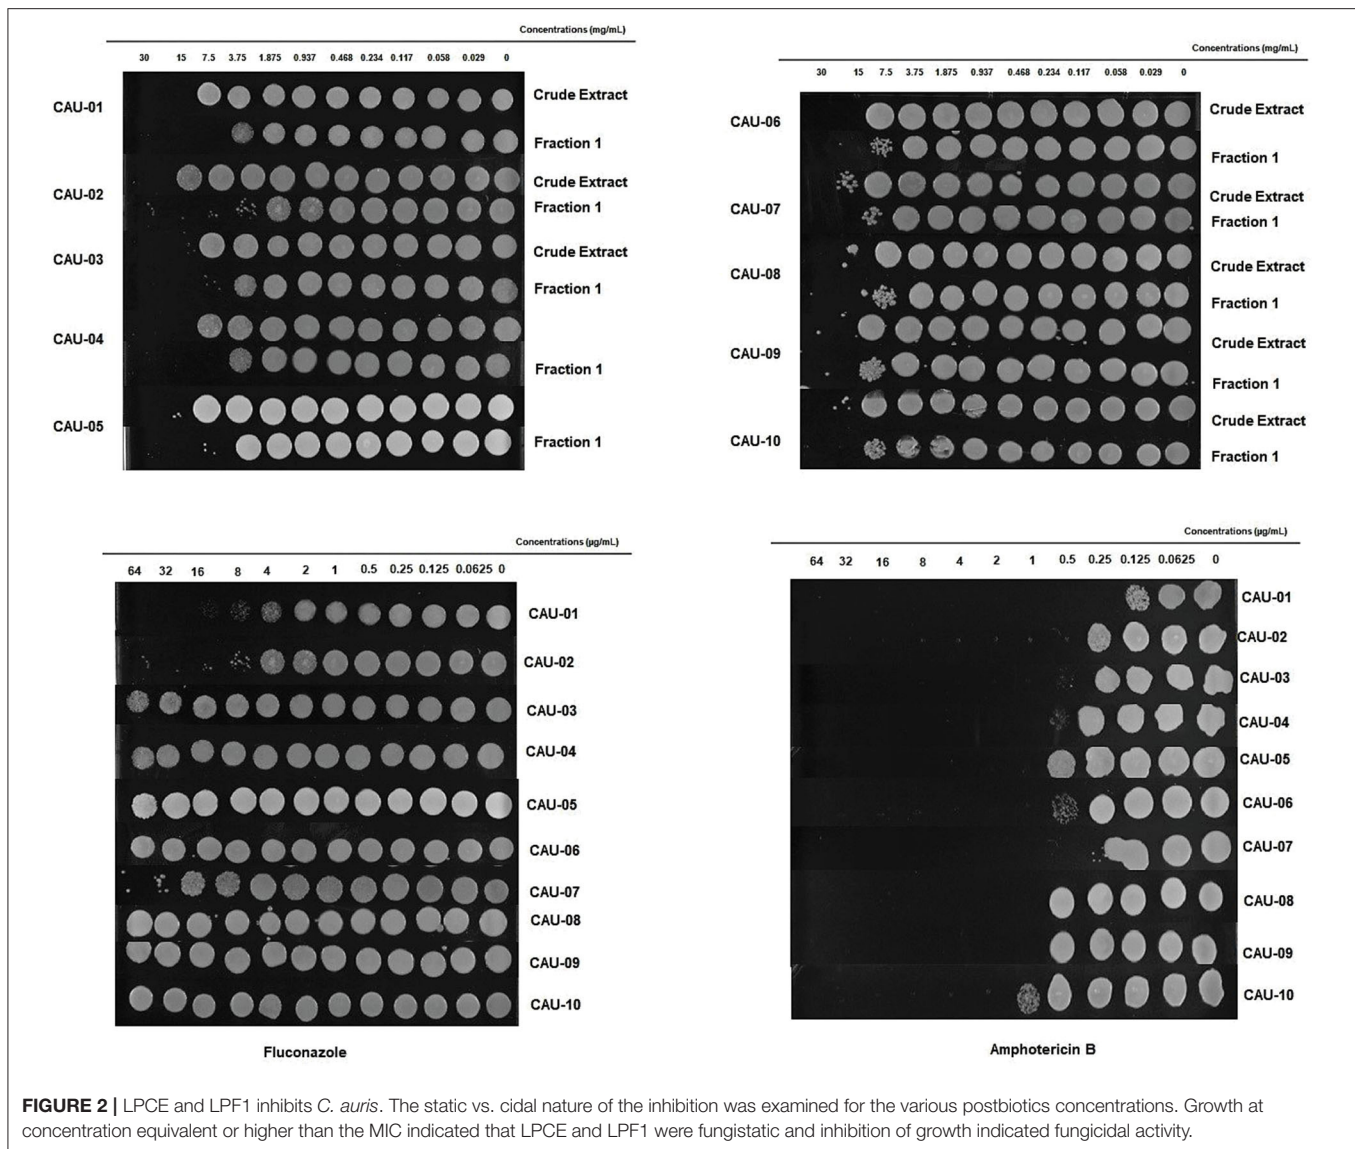 Concentrations (mg/mL)
30 15 7.5 3.75 1.875 0.937 0.468 0.234 0.117 0.058 0.029 0
CAU-01
Crude Extract
Fraction 1
CAU-02
Crude Extract
Fraction 1
CAU-03
Crude Extract
Fraction 1
CAU-04
Fraction 1
CAU-05
Fraction 1
Concentrations (mg/mL)
30 15 7.5 3.75 1.875 0.937 0.468 0.234 0.117 0.058 0.029 0
CAU-06
Crude Extract
Fraction 1
CAU-07
Crude Extract
Fraction 1
CAU-08
Crude Extract
Fraction 1
CAU-09
Crude Extract
Fraction 1
CAU-10
Crude Extract
Fraction 1
Concentrations (µg/mL)
64 32 16 8 4 2 1 0.5 0.25 0.125 0.0625 0
CAU-01
CAU-02
CAU-03
CAU-04
CAU-05
CAU-06
CAU-07
CAU-08
CAU-09
CAU-10
Fluconazole
Concentrations (µg/mL)
64 32 16 8 4 2 1 0.5 0.25 0.125 0.0625 0
CAU-01
CAU-02
CAU-03
CAU-04
CAU-05
CAU-06
CAU-07
CAU-08
CAU-09
CAU-10
Amphotericin B
FIGURE 2 | LPCE and LPF1 inhibits C. auris. The static vs. cidal nature of the inhibition was examined for the various postbiotics concentrations. Growth at
concentration equivalent or higher than the MIC indicated that LPCE and LPF1 were fungistatic and inhibition of growth indicated fungicidal activity.